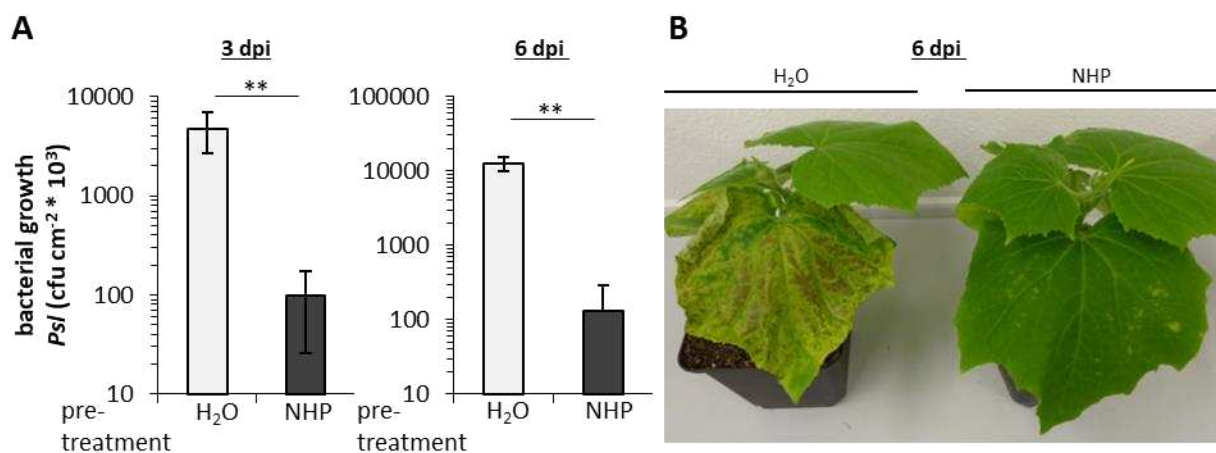 A
3 dpi
6 dpi
**
**
10000
1000
100
10
100000
10000
1000
100
10
bacterial growth
Psl (cfu cm⁻² * 10³)
pre-
treatment
H₂O
NHP
pre-
treatment
H₂O
NHP
B
6 dpi
H₂O
NHP